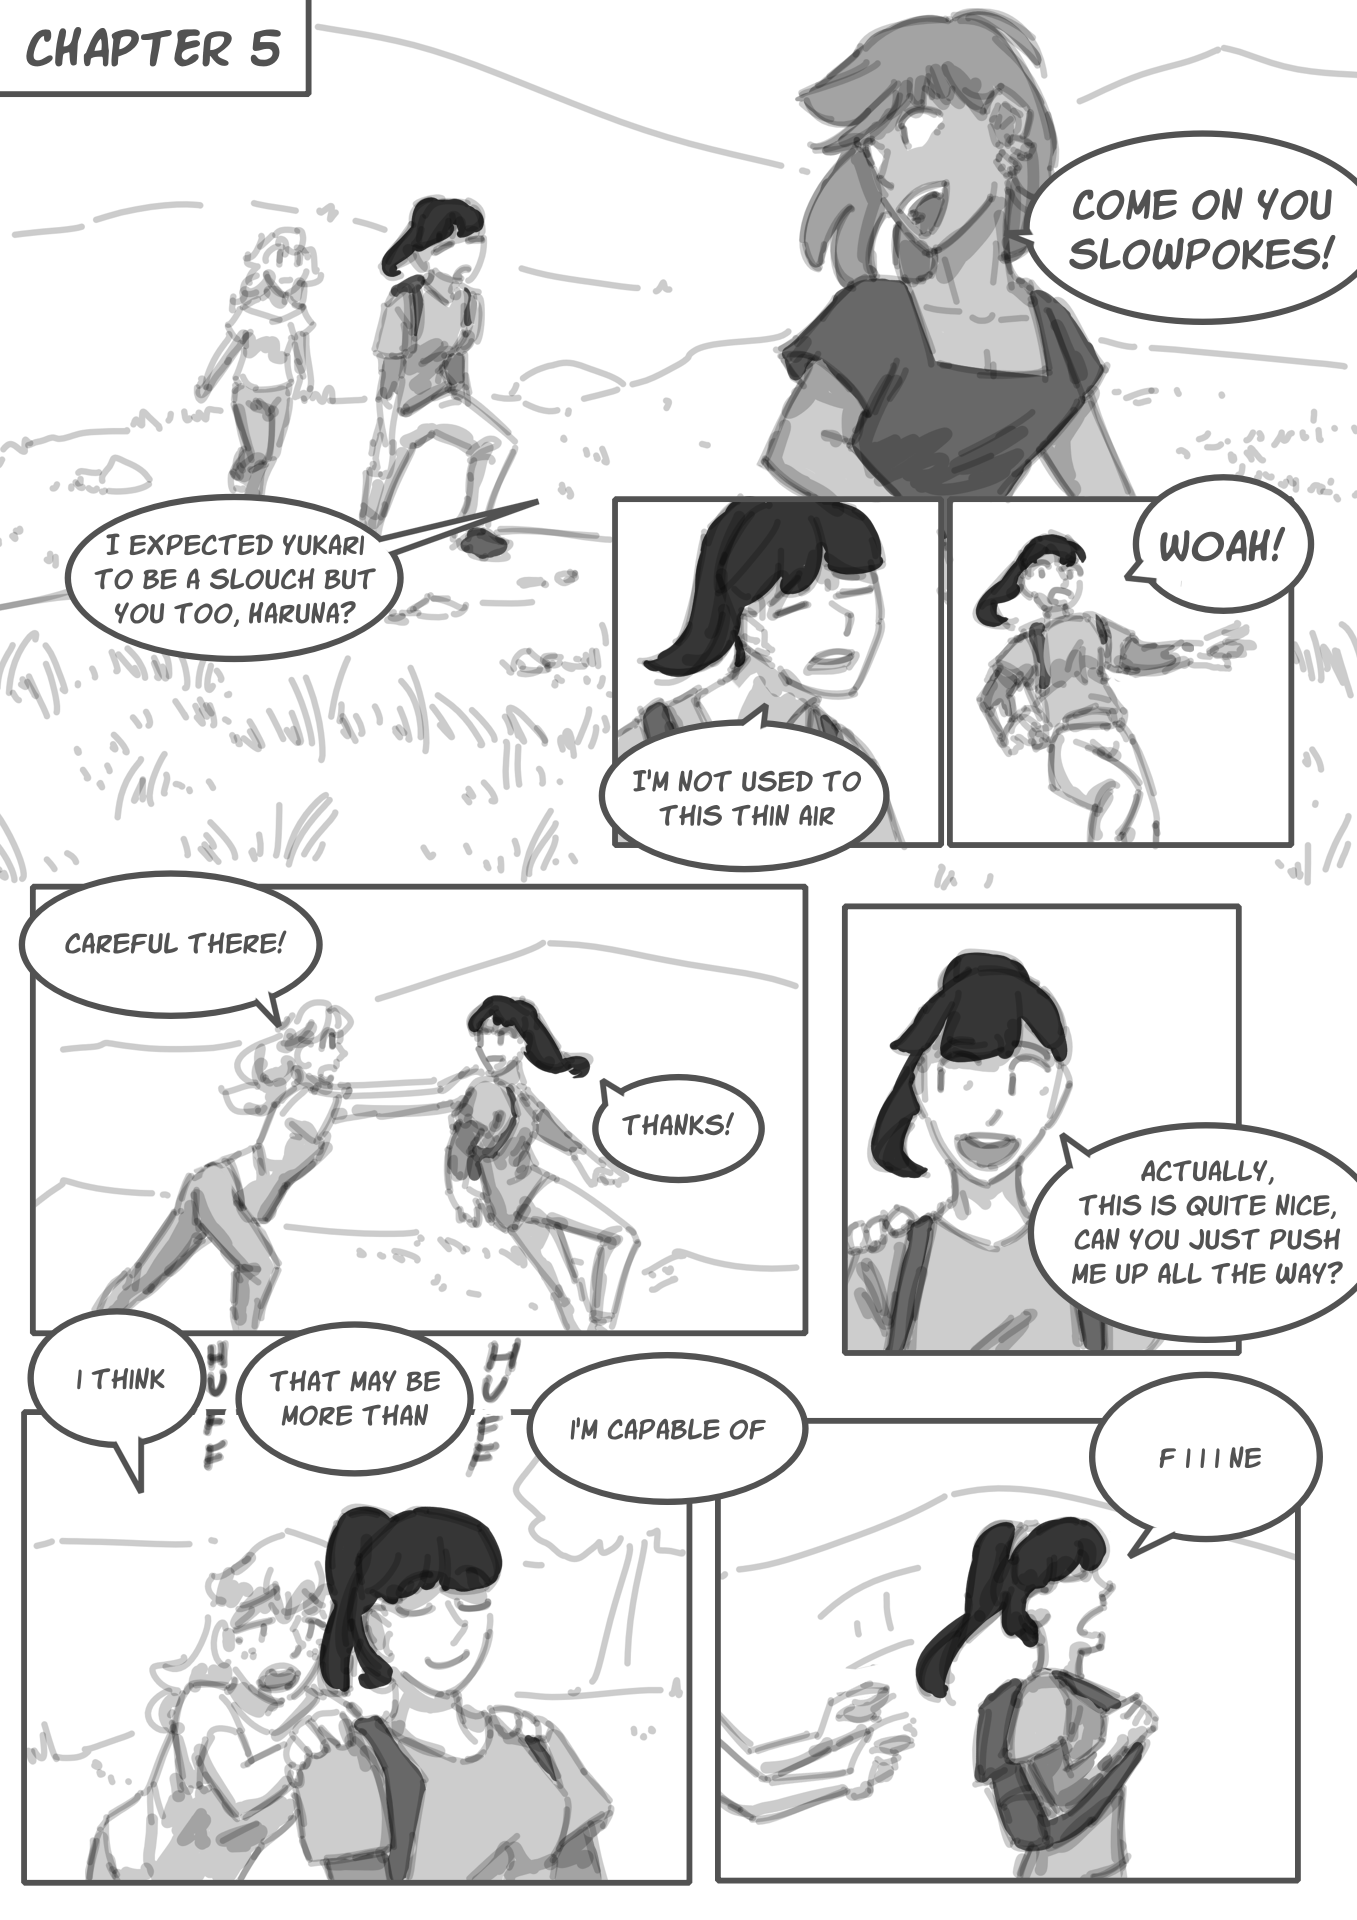 CHAPTER 5
COME ON YOU
SLOWPOKES!
I EXPECTED YUKARI
TO BE A SLOUCH BUT
YOU TOO, HARUNA?
I'M NOT USED TO
THIS THIN AIR
WOAH!
CAREFUL THERE!
THANKS!
ACTUALLY,
THIS IS QUITE NICE,
CAN YOU JUST PUSH
ME UP ALL THE WAY?
I THINK
HUFF
THAT MAY BE
MORE THAN
HUFF
I'M CAPABLE OF
F I I I NE